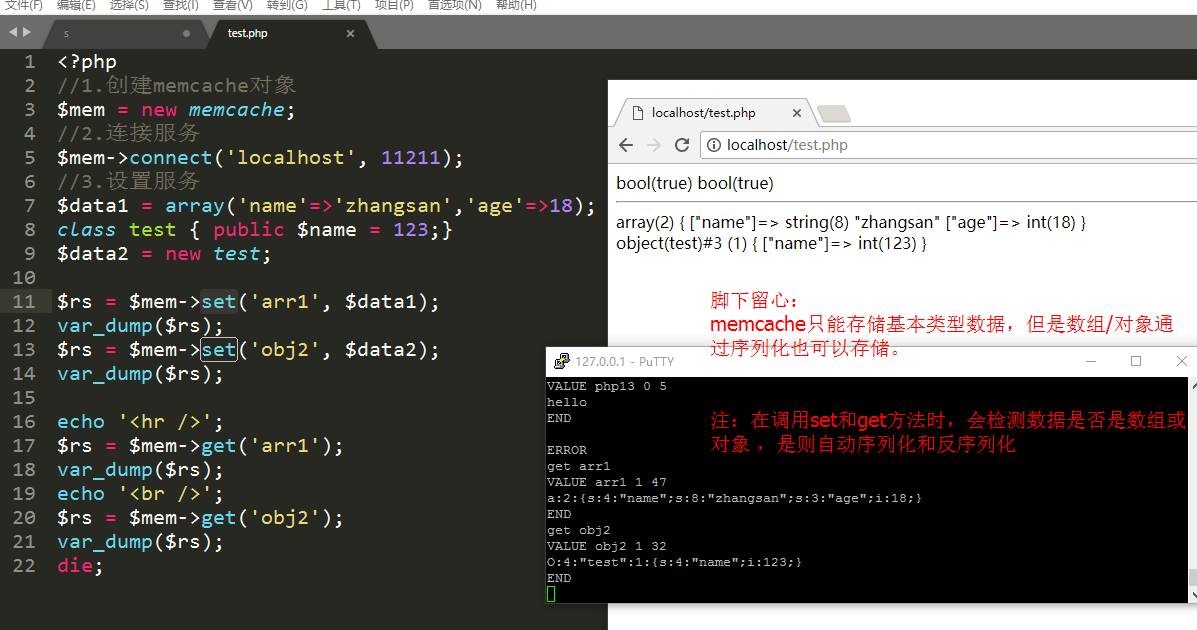 文件(F) 编辑(E) 选择(S) 查找(I) 查看(V) 转到(G) 工具(T) 项目(P) 首选项(N) 帮助(H)
s test.php
1 <?php
2 //1.创建memcache对象
3 $mem = new memcache;
4 //2.连接服务
5 $mem->connect('localhost', 11211);
6 //3.设置服务
7 $data1 = array('name'=>'zhangsan','age'=>18);
8 class test { public $name = 123;}
9 $data2 = new test;
10
11 $rs = $mem->set('arr1', $data1);
12 var_dump($rs);
13 $rs = $mem->set('obj2', $data2);
14 var_dump($rs);
15
16 echo '<hr />';
17 $rs = $mem->get('arr1');
18 var_dump($rs);
19 echo '<br />';
20 $rs = $mem->get('obj2');
21 var_dump($rs);
22 die;
localhost/test.php
localhost/test.php
bool(true) bool(true)
array(2) { ["name"]=> string(8) "zhangsan" ["age"]=> int(18) }
object(test)#3 (1) { ["name"]=> int(123) }
脚下留心：
memcache只能存储基本类型数据，但是数组/对象通
过序列化也可以存储。
127.0.0.1 - PuTTY
VALUE php13 0 5
hello
END
注：在调用set和get方法时，会检测数据是否是数组或
对象 ，是则自动序列化和反序列化
ERROR
get arr1
VALUE arr1 1 47
a:2:{s:4:"name";s:8:"zhangsan";s:3:"age";i:18;}
END
get obj2
VALUE obj2 1 32
O:4:"test":1:{s:4:"name";i:123;}
END